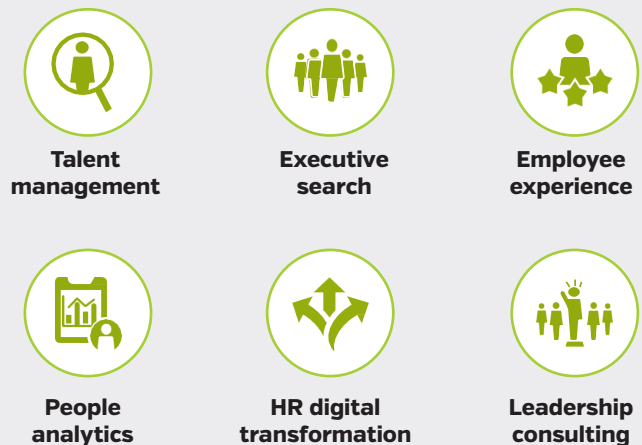 Talent
management
Executive
search
Employee
experience
People
analytics
HR digital
transformation
Leadership
consulting